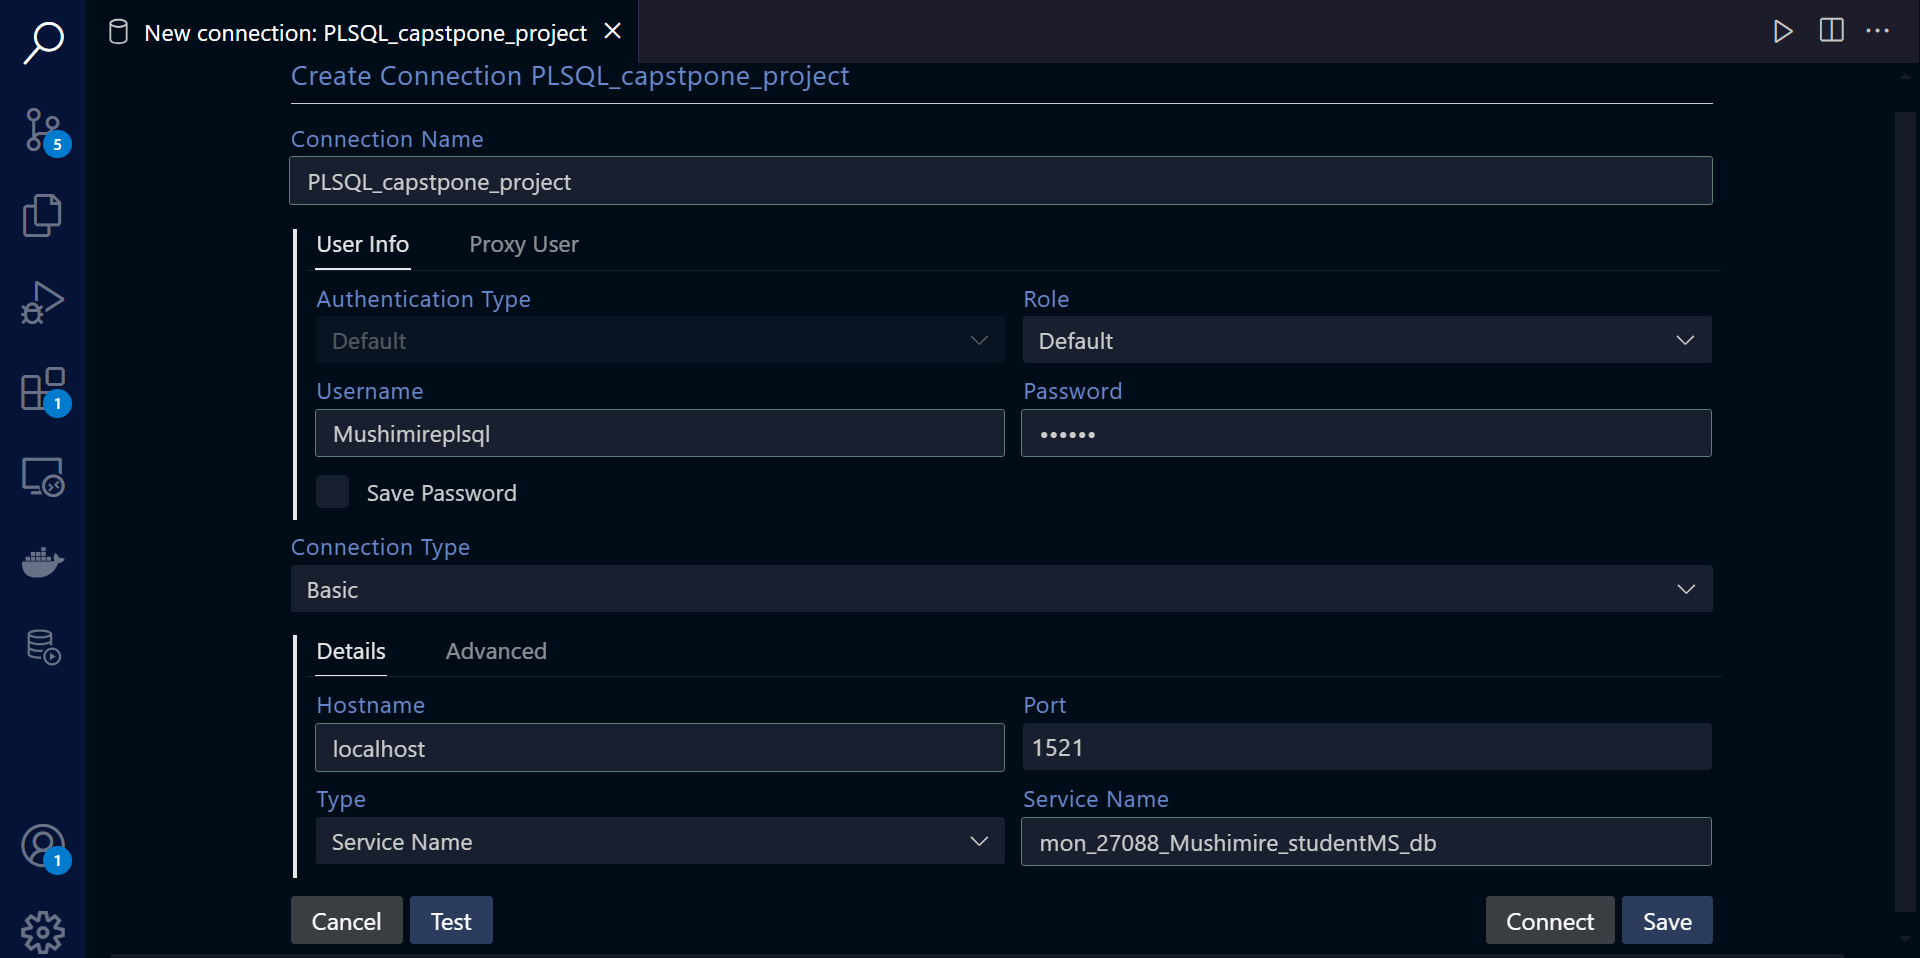 New connection: PLSQL_capstpone_project
Create Connection PLSQL_capstpone_project
Connection Name
PLSQL_capstpone_project
User Info Proxy User
Authentication Type Role
Default Default
Username Password
Mushimireplsql ••••••
Save Password
Connection Type
Basic
Details Advanced
Hostname Port
localhost 1521
Type Service Name
Service Name mon_27088_Mushimire_studentMS_db
Cancel Test Connect Save
5
1
1